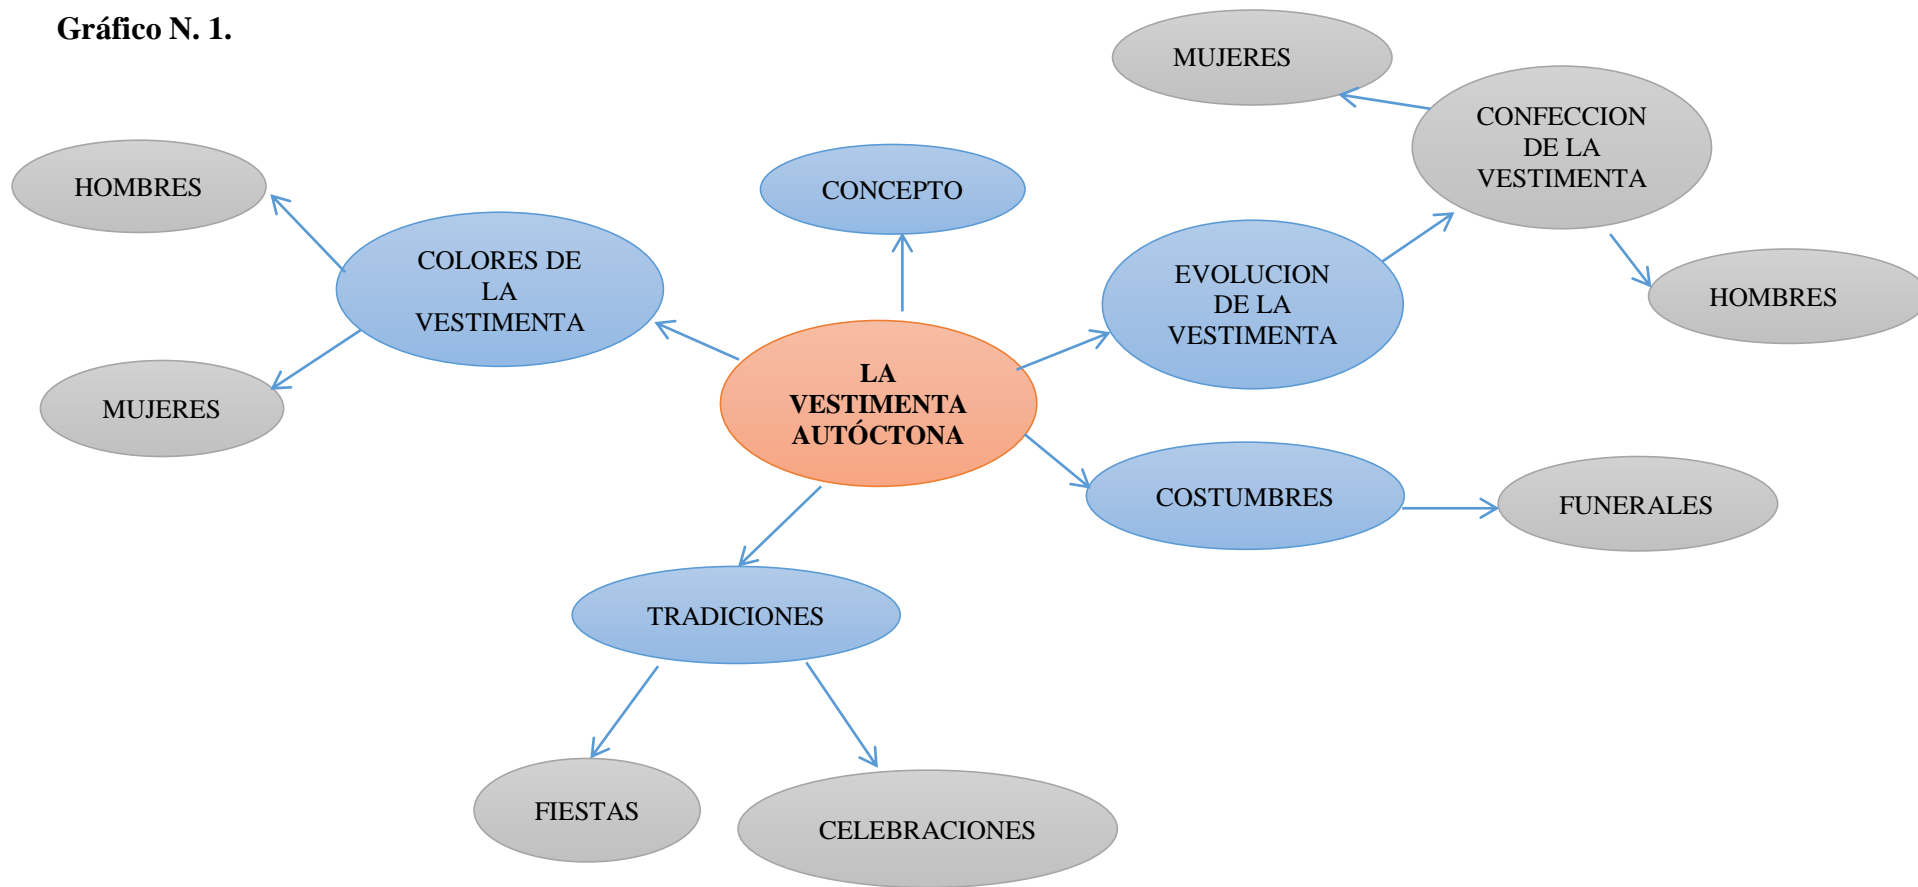 Gráfico N. 1.
MUJERES
CONFECCION
DE LA
VESTIMENTA
HOMBRES
CONCEPTO
COLORES DE
LA
VESTIMENTA
EVOLUCION
DE LA
VESTIMENTA
HOMBRES
MUJERES
LA
VESTIMENTA
AUTÓCTONA
COSTUMBRES
FUNERALES
TRADICIONES
FIESTAS
CELEBRACIONES